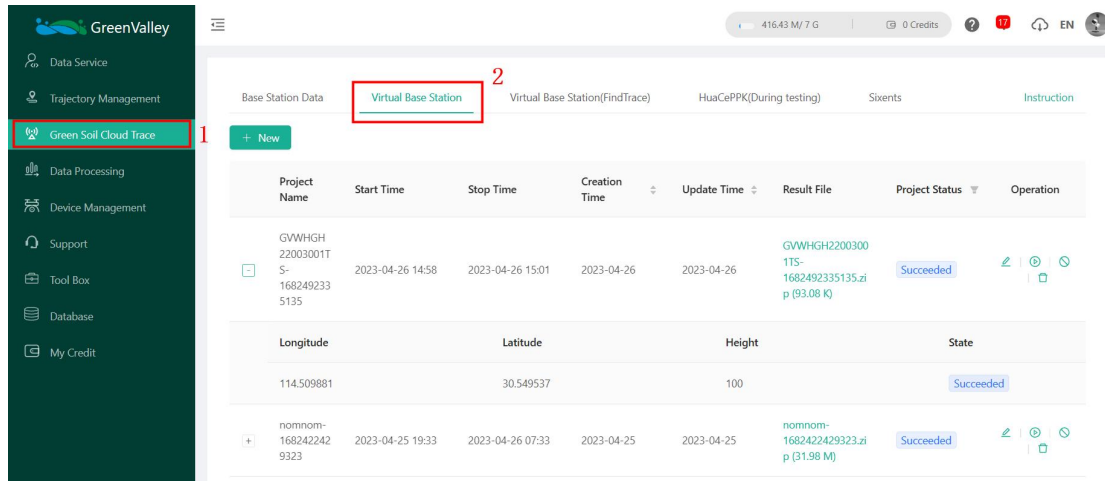 GreenValley
416.43 M/ 7 G
0 Credits
17
EN
Data Service
Trajectory Management
Green Soil Cloud Trace
1
Data Processing
Device Management
Support
Tool Box
Database
My Credit
2
Base Station Data
Virtual Base Station
Virtual Base Station(FindTrace)
HuaCePPK(During testing)
Sixents
Instruction
+ New
Project
Name
Start Time
Stop Time
Creation
Time
Update Time
Result File
Project Status
Operation
GVWHGH
22003001T
S-
168249233
5135
2023-04-26 14:58
2023-04-26 15:01
2023-04-26
2023-04-26
GVWHGH2200300
1TS-
1682492335135.zi
p (93.08 K)
Succeeded
Longitude
Latitude
Height
State
114.509881
30.549537
100
Succeeded
nomnom-
168242242
9323
2023-04-25 19:33
2023-04-26 07:33
2023-04-25
2023-04-25
nomnom-
1682422429323.zi
p (31.98 M)
Succeeded